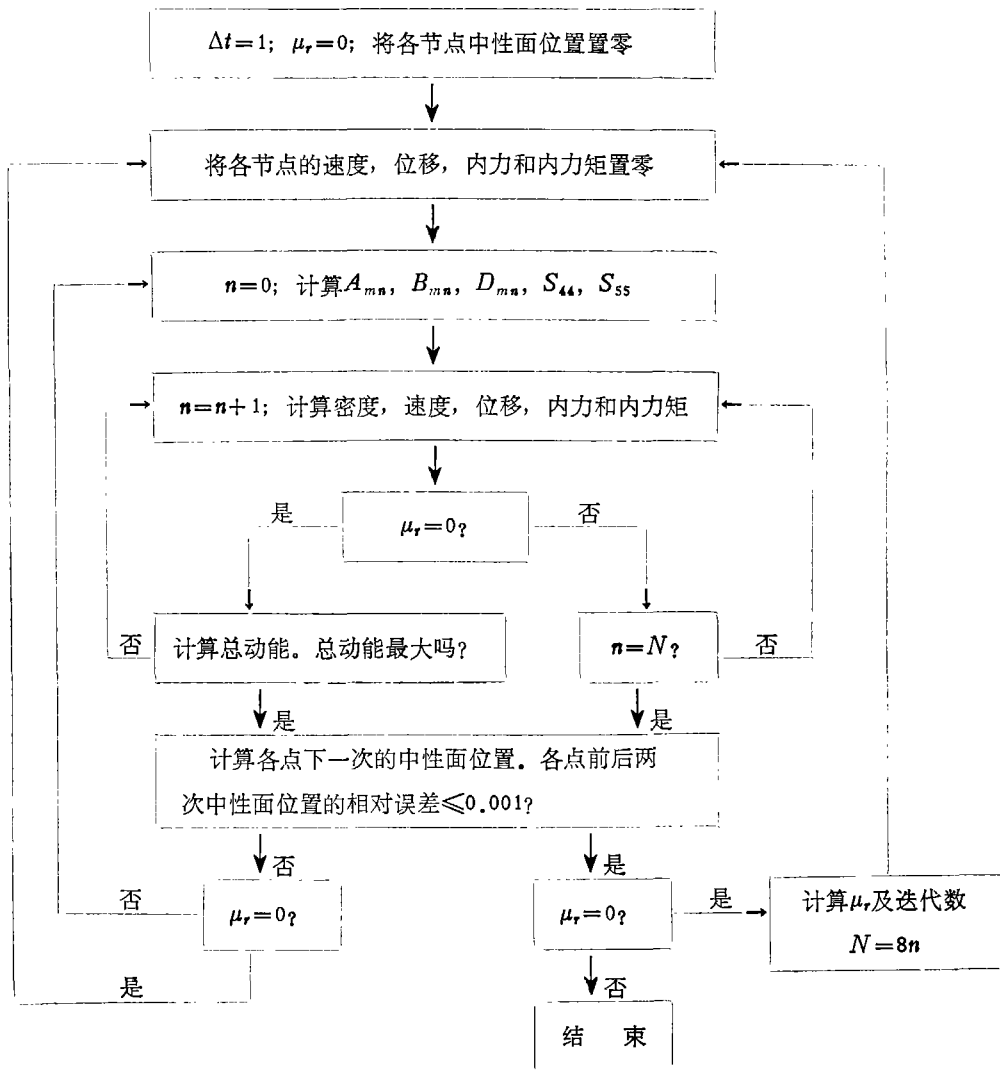 Δt=1; μᵣ=0; 将各节点中性面位置置零
将各节点的速度, 位移, 内力和内力矩置零
n=0; 计算Aₘₙ, Bₘₙ, Dₘₙ, S₄₄, S₅₅
n=n+1; 计算密度, 速度, 位移, 内力和内力矩
是
否
μᵣ=0?
否
计算总动能。总动能最大吗?
n=N?
否
是
是
计算各点下一次的中性面位置. 各点前后两
次中性面位置的相对误差≤0.001?
否
是
否
μᵣ=0?
μᵣ=0?
是
计算μᵣ及迭代数
N=8n
是
否
结 束